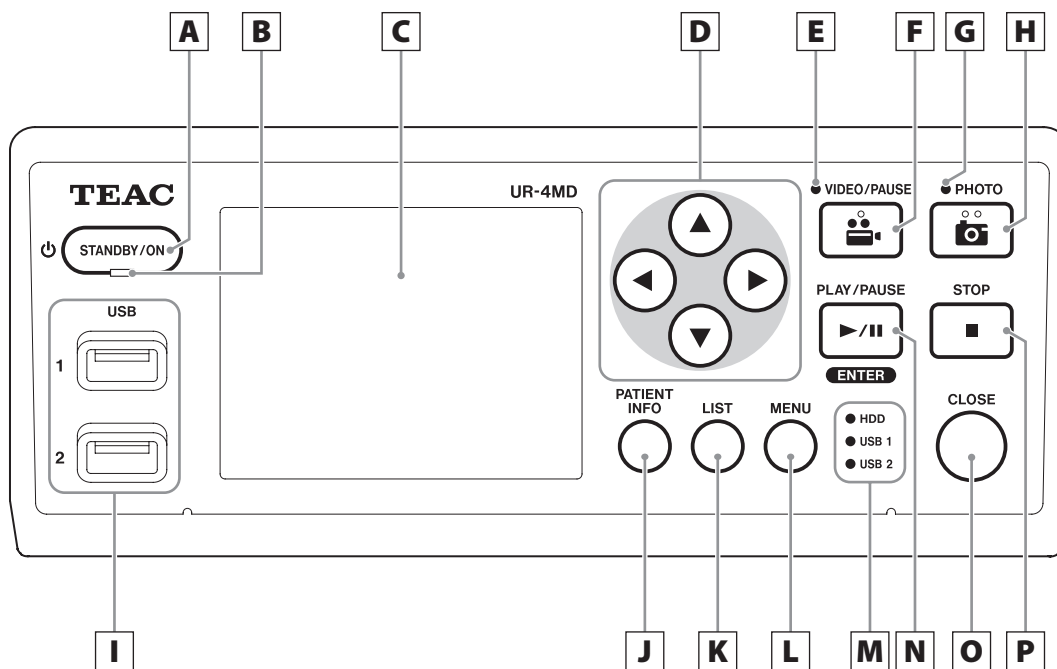 A B C D E F G H
TEAC
UR-4MD
VIDEO/PAUSE
PHOTO
STANDBY/ON
USB
1
2
PLAY/PAUSE
STOP
ENTER
PATIENT
INFO
LIST
MENU
HDD
USB 1
USB 2
CLOSE
I J K L M N O P